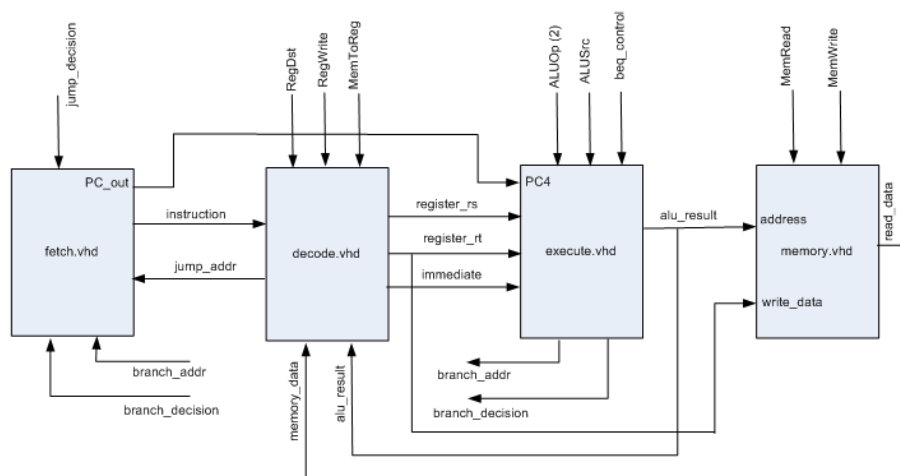 jump_decision
RegDst
RegWrite
MemToReg
ALUOp (2)
ALUSrc
beq_control
MemRead
MemWrite
PC_out
instruction
fetch.vhd
jump_addr
branch_addr
branch_decision
decode.vhd
register_rs
register_rt
immediate
memory_data
alu_result
PC4
execute.vhd
branch_addr
branch_decision
alu_result
address
memory.vhd
write_data
read_data